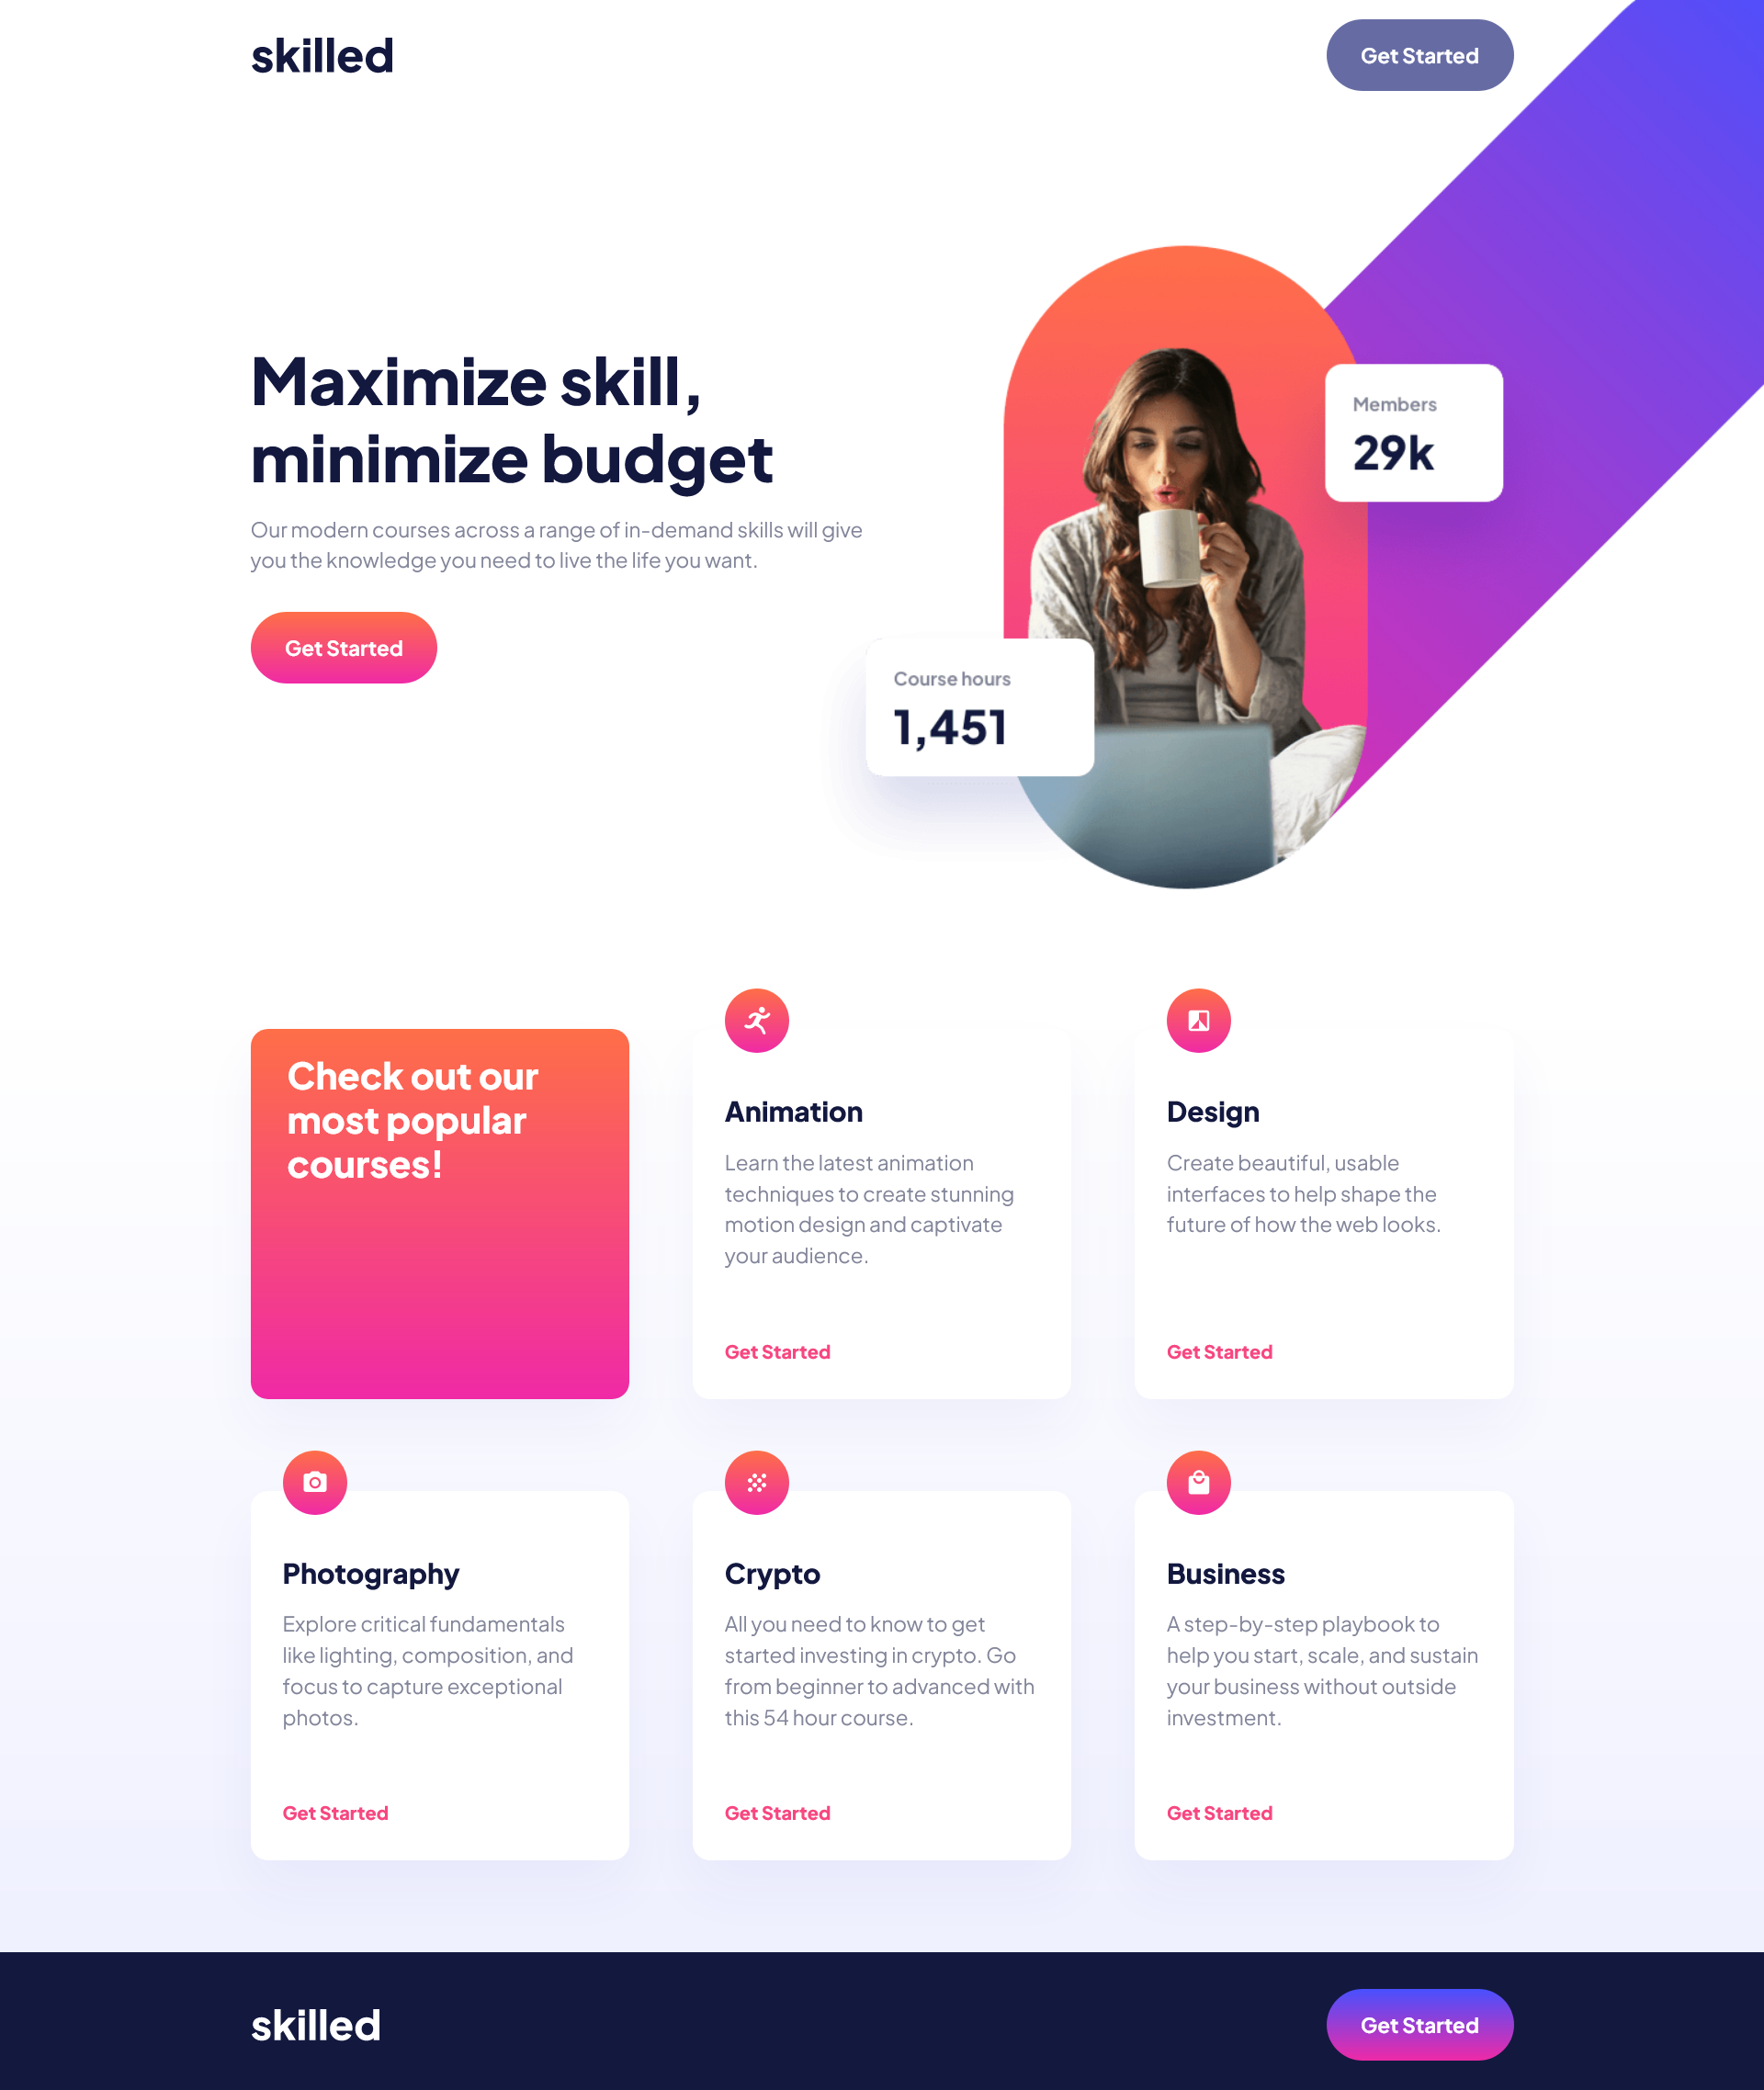 skilled
Get Started
Maximize skill,
minimize budget
Our modern courses across a range of in-demand skills will give
you the knowledge you need to live the life you want.
Get Started
Members
29k
Course hours
1,451
Check out our
most popular
courses!
Animation
Learn the latest animation
techniques to create stunning
motion design and captivate
your audience.
Get Started
Design
Create beautiful, usable
interfaces to help shape the
future of how the web looks.
Get Started
Photography
Explore critical fundamentals
like lighting, composition, and
focus to capture exceptional
photos.
Get Started
Crypto
All you need to know to get
started investing in crypto. Go
from beginner to advanced with
this 54 hour course.
Get Started
Business
A step-by-step playbook to
help you start, scale, and sustain
your business without outside
investment.
Get Started
skilled
Get Started